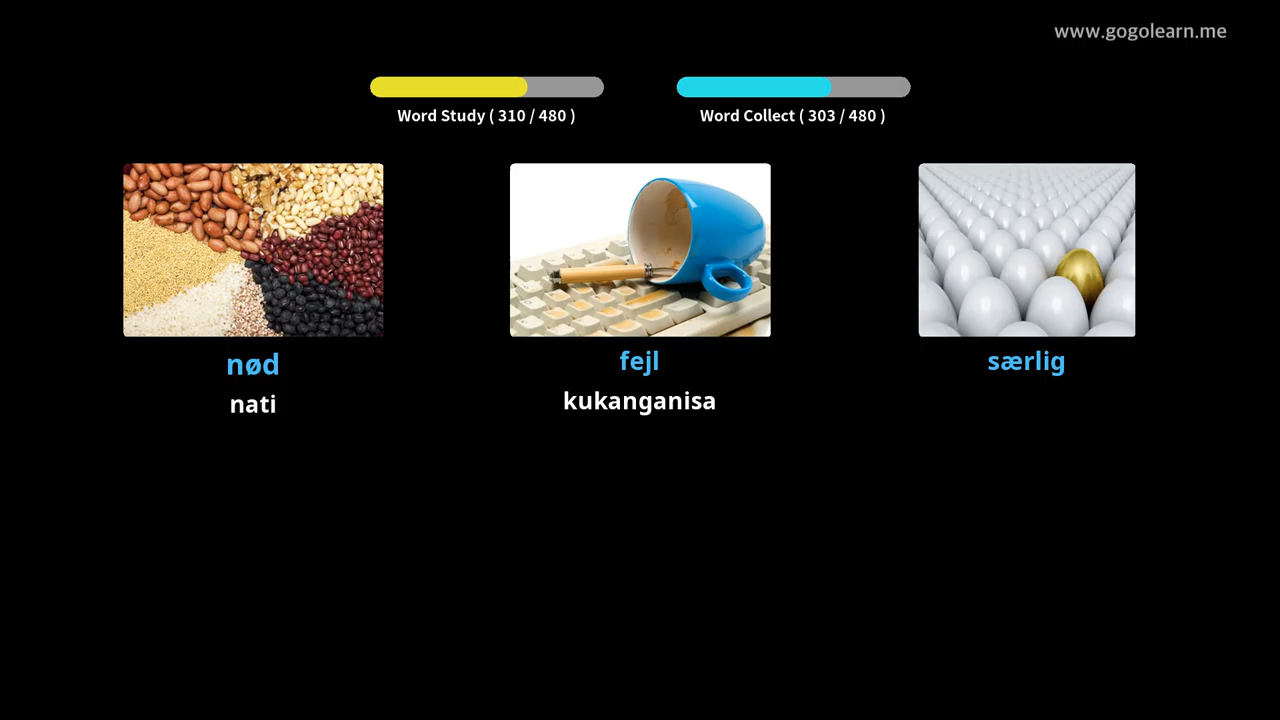 www.gogolearn.me
Word Study ( 310 / 480 )
Word Collect ( 303 / 480 )
nød
fejl
særlig
nati
kukanganisa